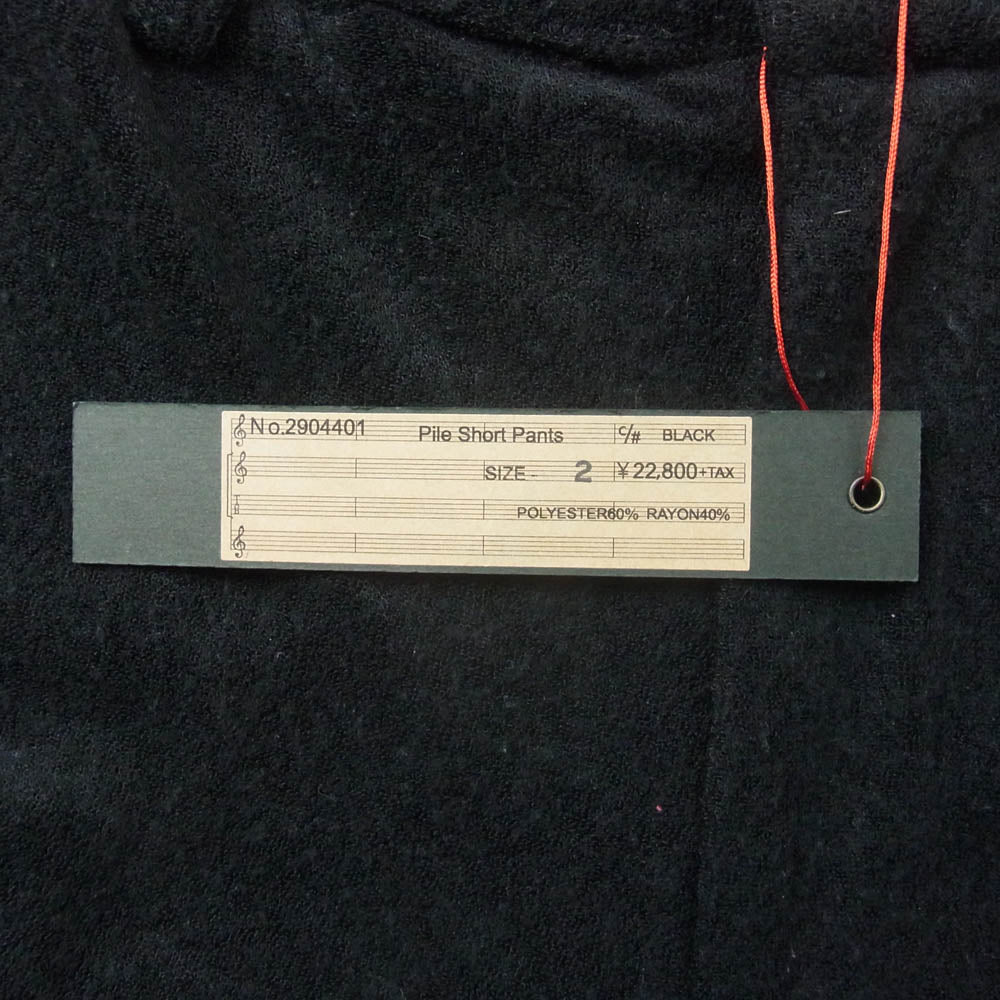 No.2904401 Pile Short Pants C/# BLACK
SIZE - 2 ¥22,800+TAX
POLYESTER60% RAYON40%